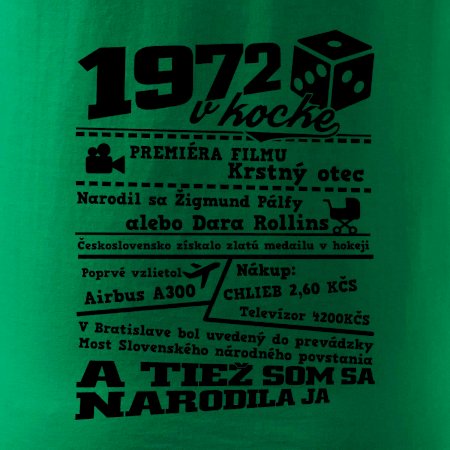 1972
v kocke
PREMIÉRA FILMU
Krstný otec
Narodil sa Žigmund Pálfy
alebo Dara Rollins
Československo získalo zlatú medailu v hokeji
Poprvé vzlietol
Airbus A300
Nákup:
CHLIEB 2,60 KČS
Televízor 4200KČS
V Bratislave bol uvedený do prevádzky
Most Slovenského národného povstania
A TIEŽ SOM SA
NARODILA JA